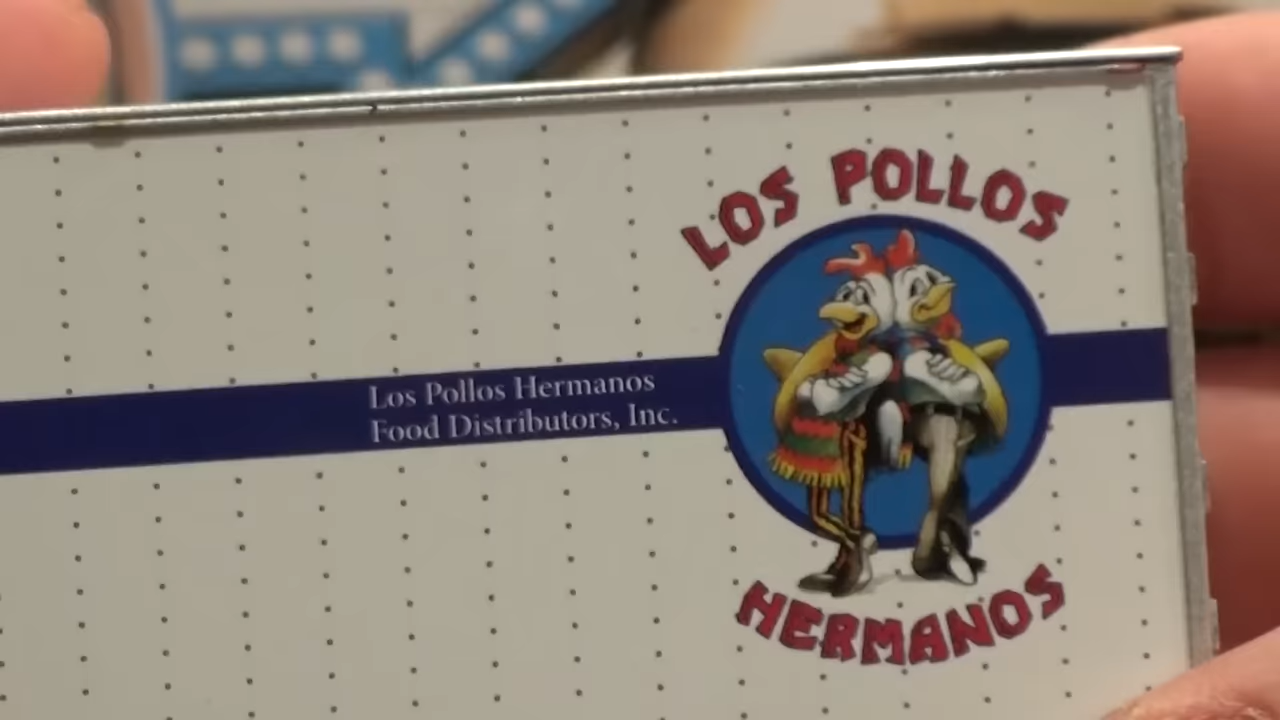 LOS POLLOS
Los Pollos Hermanos
Food Distributors, Inc.
HERMANOS